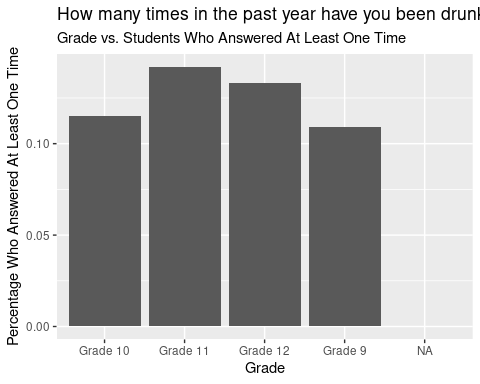 How many times in the past year have you been drunk
Grade vs. Students Who Answered At Least One Time
Percentage Who Answered At Least One Time
0.10
0.05
0.00
Grade 10
Grade 11
Grade 12
Grade 9
NA
Grade